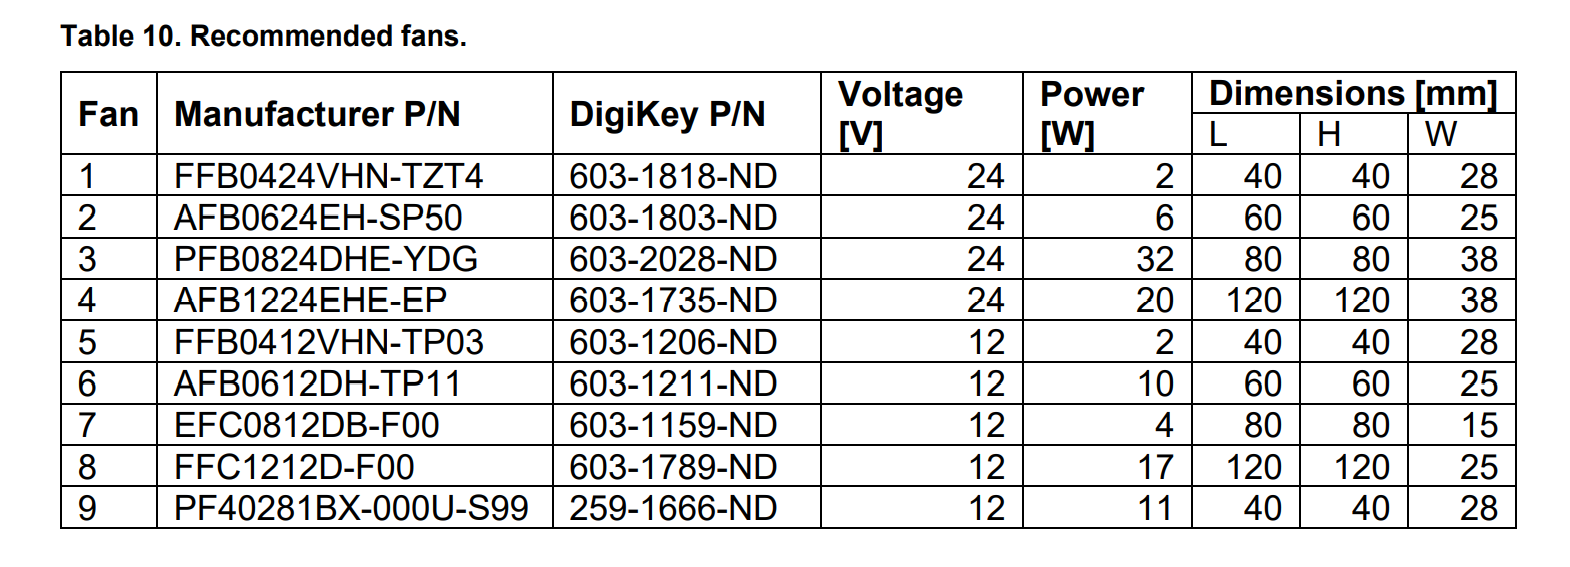 Table 10. Recommended fans.
Fan Manufacturer P/N DigiKey P/N Voltage [V] Power [W] Dimensions [mm]
L H W
1 FFB0424VHN-TZT4 603-1818-ND 24 2 40 40 28
2 AFB0624EH-SP50 603-1803-ND 24 6 60 60 25
3 PFB0824DHE-YDG 603-2028-ND 24 32 80 80 38
4 AFB1224EHE-EP 603-1735-ND 24 20 120 120 38
5 FFB0412VHN-TP03 603-1206-ND 12 2 40 40 28
6 AFB0612DH-TP11 603-1211-ND 12 10 60 60 25
7 EFC0812DB-F00 603-1159-ND 12 4 80 80 15
8 FFC1212D-F00 603-1789-ND 12 17 120 120 25
9 PF40281BX-000U-S99 259-1666-ND 12 11 40 40 28